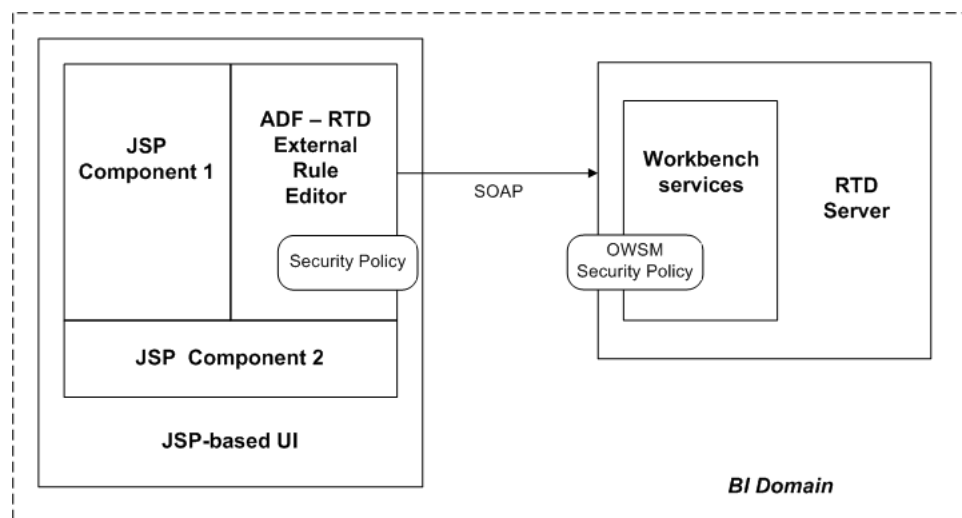 JSP
Component 1
ADF – RTD
External
Rule
Editor
Security Policy
JSP Component 2
JSP-based UI
SOAP
Workbench
services
OWSM
Security Policy
RTD
Server
BI Domain